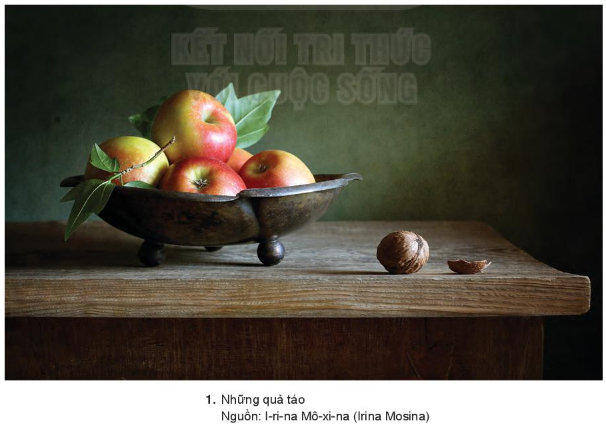 KẾT NỐI TRI THỨC
VỚI CUỘC SỐNG
1. Những quả táo
Nguồn: I-ri-na Mô-xi-na (Irina Mosina)